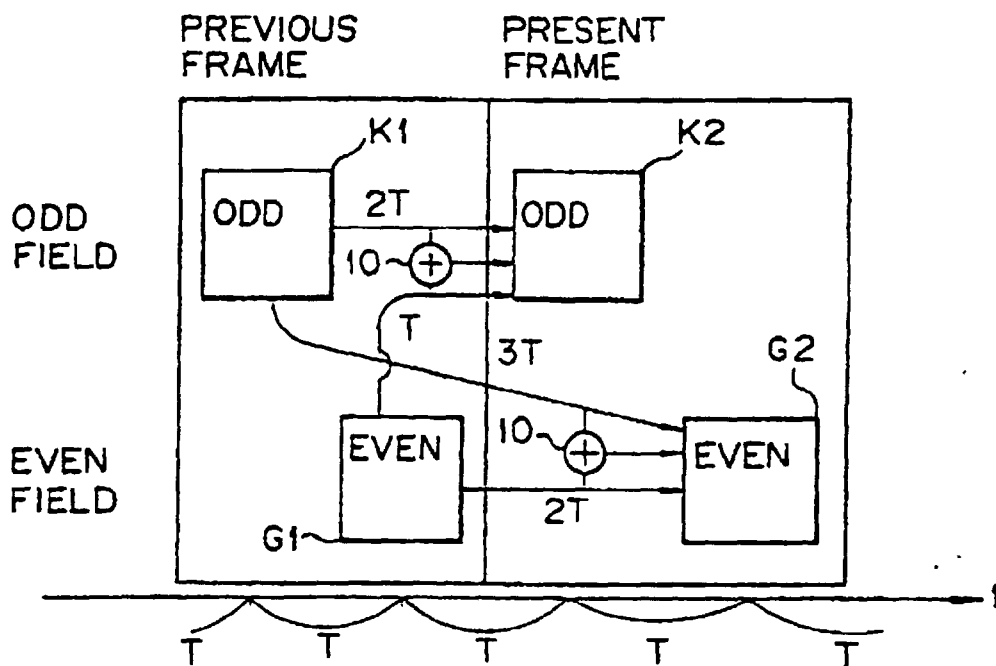 PREVIOUS
FRAME
PRESENT
FRAME
K1
K2
ODD
FIELD
ODD
2T
ODD
10
T
3T
G2
EVEN
FIELD
EVEN
10
EVEN
2T
G1
t
T
T
T
T
T